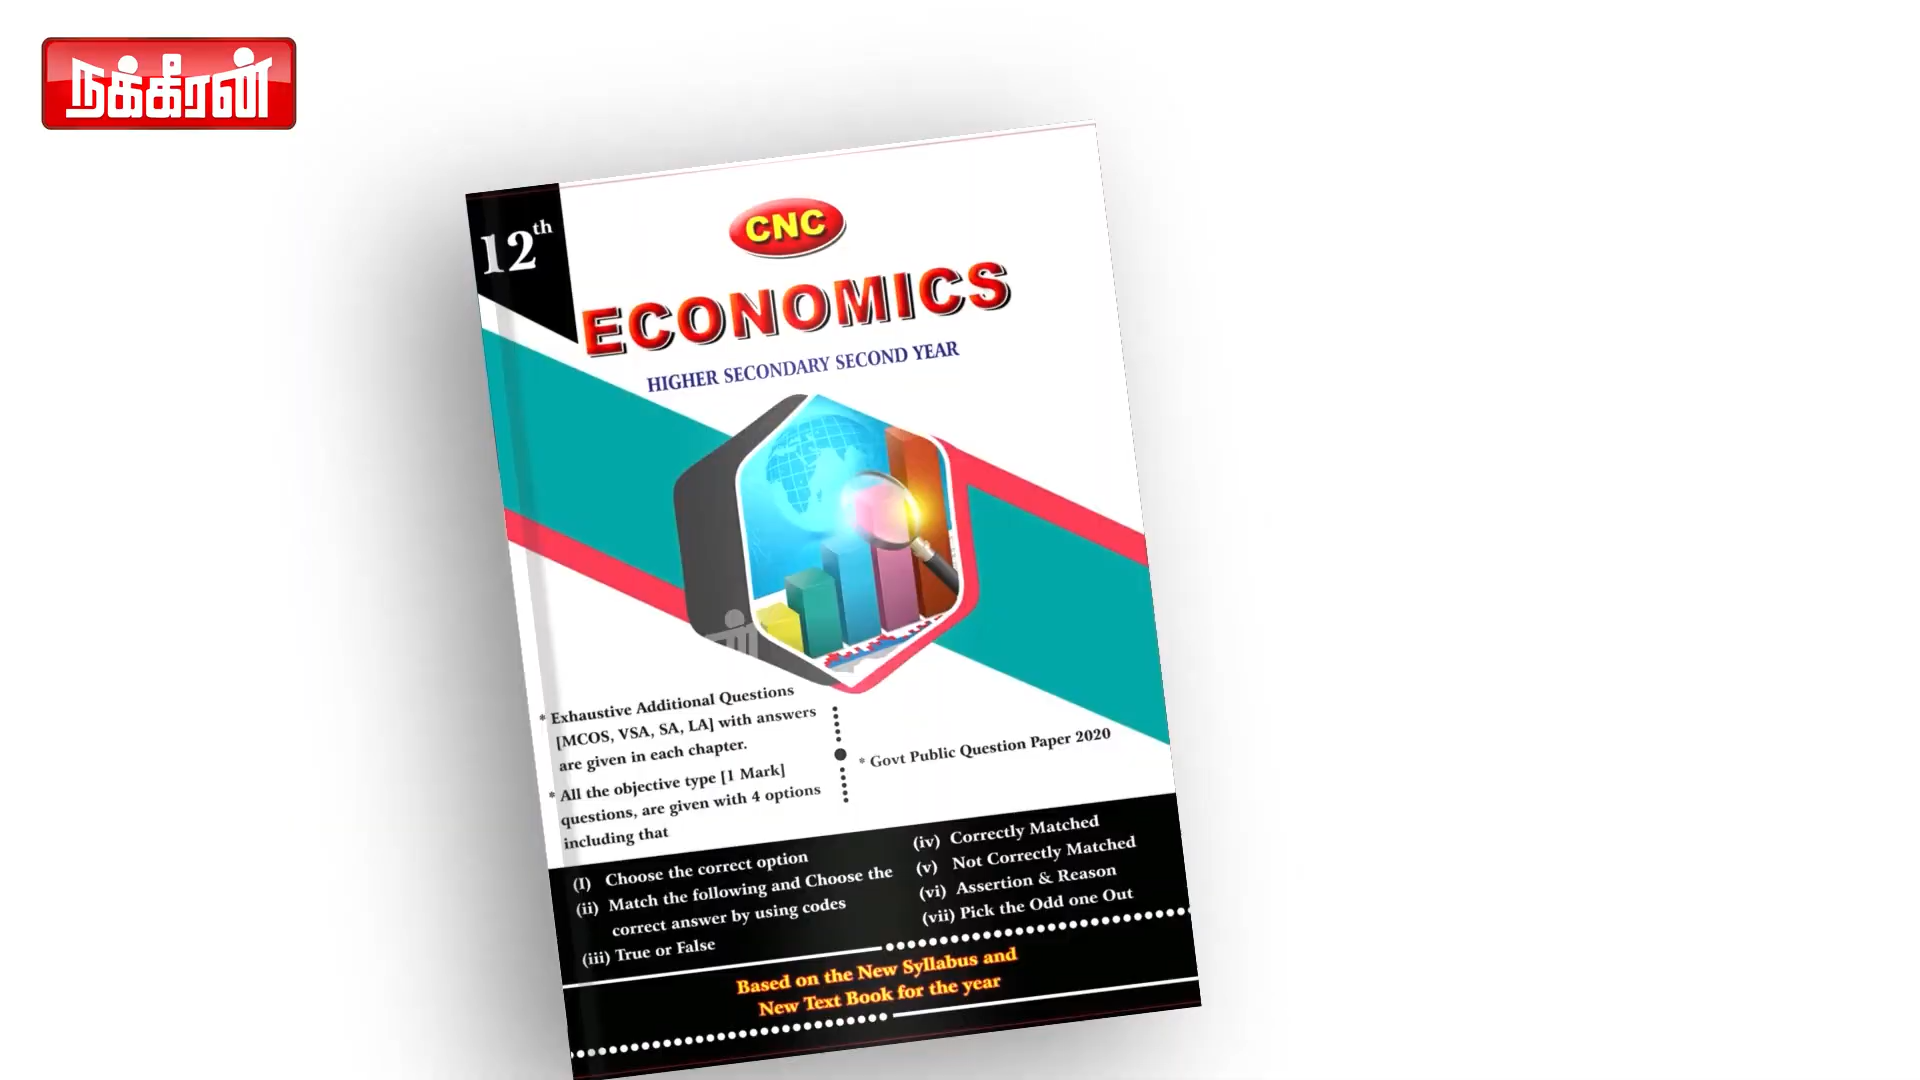 நக்கீரன்
12th
CNC
ECONOMICS
HIGHER SECONDARY SECOND YEAR
* Exhaustive Additional Questions
[MCOS, VSA, SA, LA] with answers
are given in each chapter.
* All the objective type [1 Mark]
questions, are given with 4 options
including that
* Govt Public Question Paper 2020
(I) Choose the correct option
(ii) Match the following and Choose the
correct answer by using codes
(iii) True or False
(iv) Correctly Matched
(v) Not Correctly Matched
(vi) Assertion & Reason
(vii) Pick the Odd one Out
Based on the New Syllabus and
New Text Book for the year